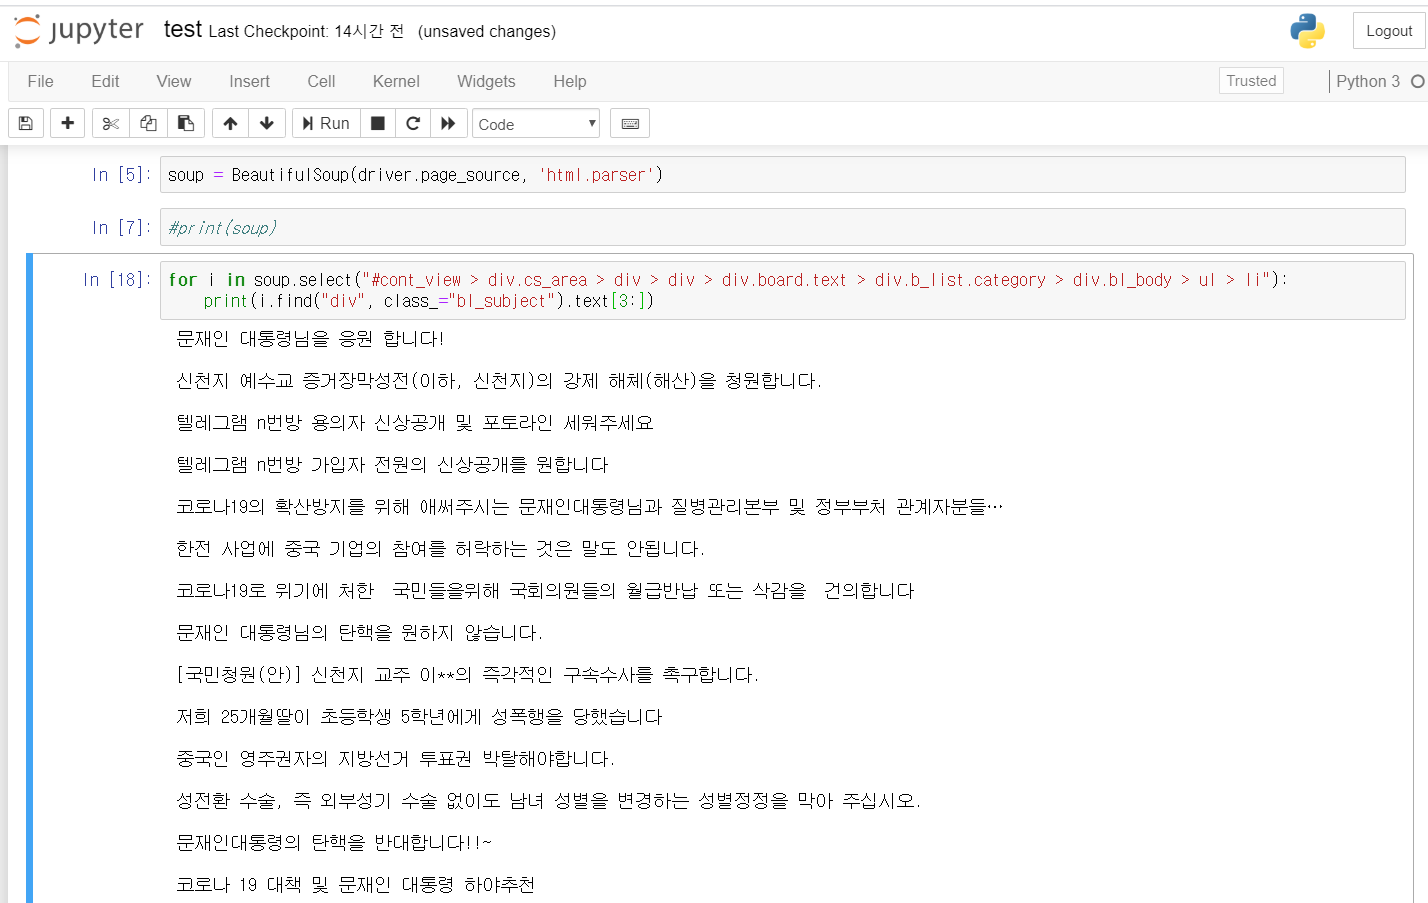 jupyter test Last Checkpoint: 14시간 전 (unsaved changes) Logout
File Edit View Insert Cell Kernel Widgets Help Trusted Python 3
Run Code
In [5]: soup = BeautifulSoup(driver.page_source, 'html.parser')
In [7]: #print(soup)
In [18]: for i in soup.select("#cont_view > div.cs_area > div > div > div.board.text > div.b_list.category > div.bl_body > ul > li"):
print(i.find("div", class_="bl_subject").text[3:])
문재인 대통령님을 응원 합니다!
신천지 예수교 증거장막성전(이하, 신천지)의 강제 해체(해산)을 청원합니다.
텔레그램 n번방 용의자 신상공개 및 포토라인 세워주세요
텔레그램 n번방 가입자 전원의 신상공개를 원합니다
코로나19의 확산방지를 위해 애써주시는 문재인대통령님과 질병관리본부 및 정부부처 관계자분들…
한전 사업에 중국 기업의 참여를 허락하는 것은 말도 안됩니다.
코로나19로 위기에 처한  국민들을위해 국회의원들의 월급반납 또는 삭감을  건의합니다
문재인 대통령님의 탄핵을 원하지 않습니다.
[국민청원(안)] 신천지 교주 이**의 즉각적인 구속수사를 촉구합니다.
저희 25개월딸이 초등학생 5학년에게 성폭행을 당했습니다
중국인 영주권자의 지방선거 투표권 박탈해야합니다.
성전환 수술, 즉 외부성기 수술 없이도 남녀 성별을 변경하는 성별정정을 막아 주십시오.
문재인대통령의 탄핵을 반대합니다!!~
코로나 19 대책 및 문재인 대통령 하야추천